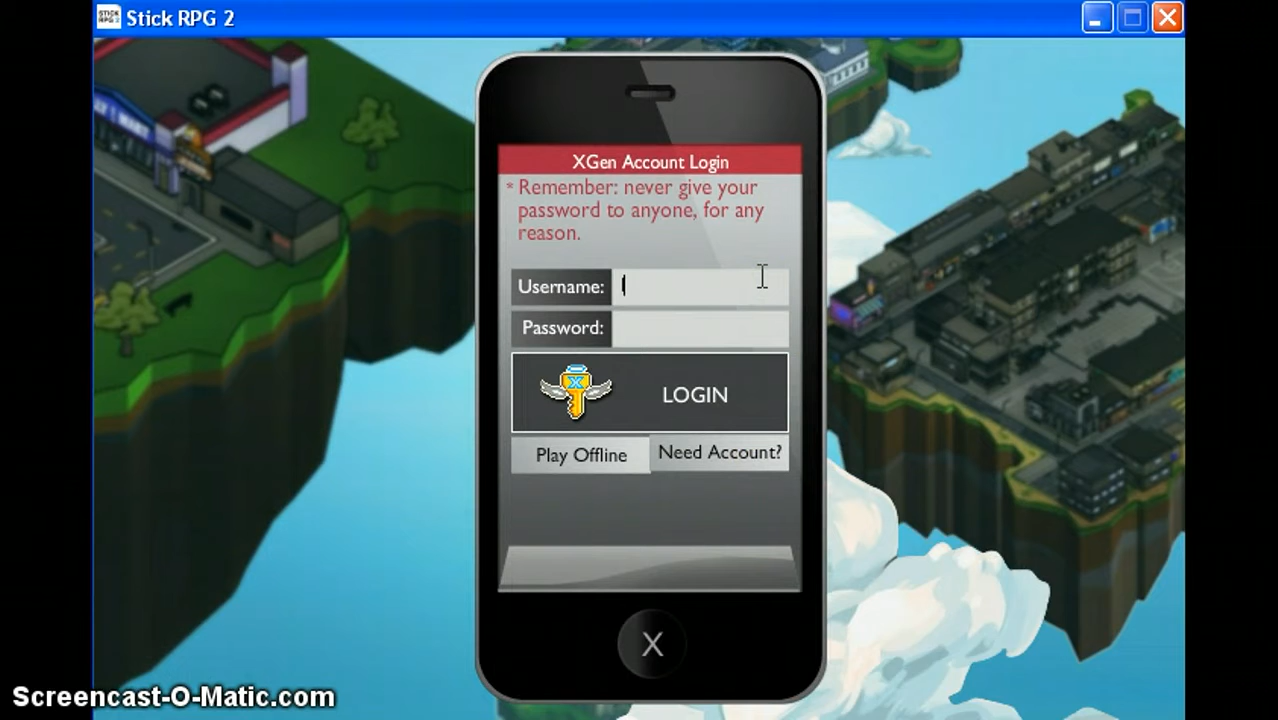 Stick RPG 2
XGen Account Login
* Remember: never give your
password to anyone, for any
reason.
Username:
Password:
X
LOGIN
Play Offline
Need Account?
X
Screencast-O-Matic.com